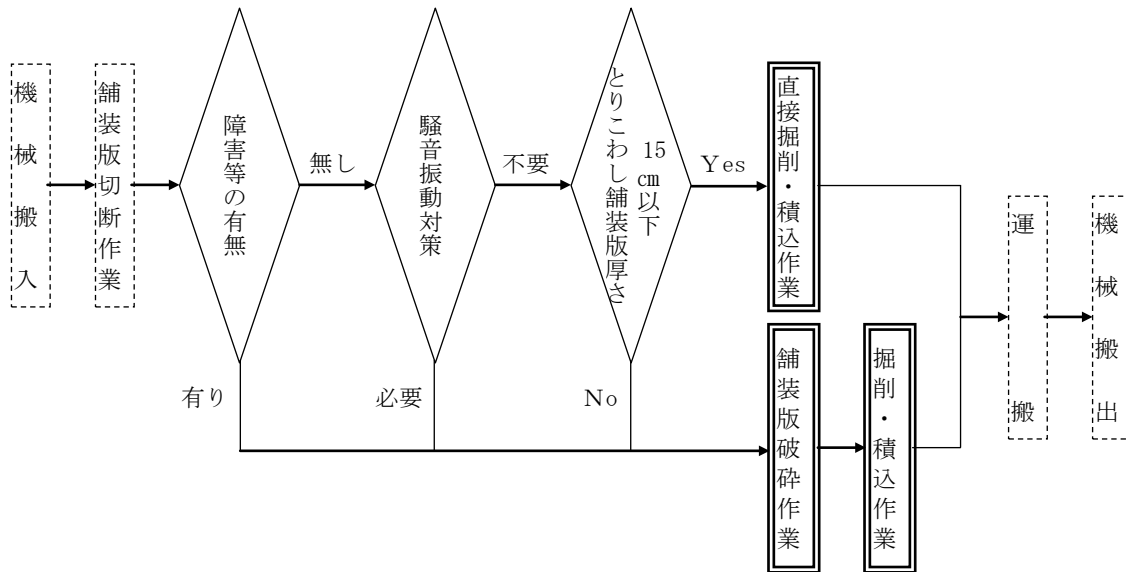 機械搬入
舗装版切断作業
障害等の有無
無し
騒音振動対策
不要
とりこわし舗装版厚さ
15cm以下
Yes
直接掘削・積込作業
有り
必要
No
舗装版破砕作業
掘削・積込作業
運搬
機械搬出